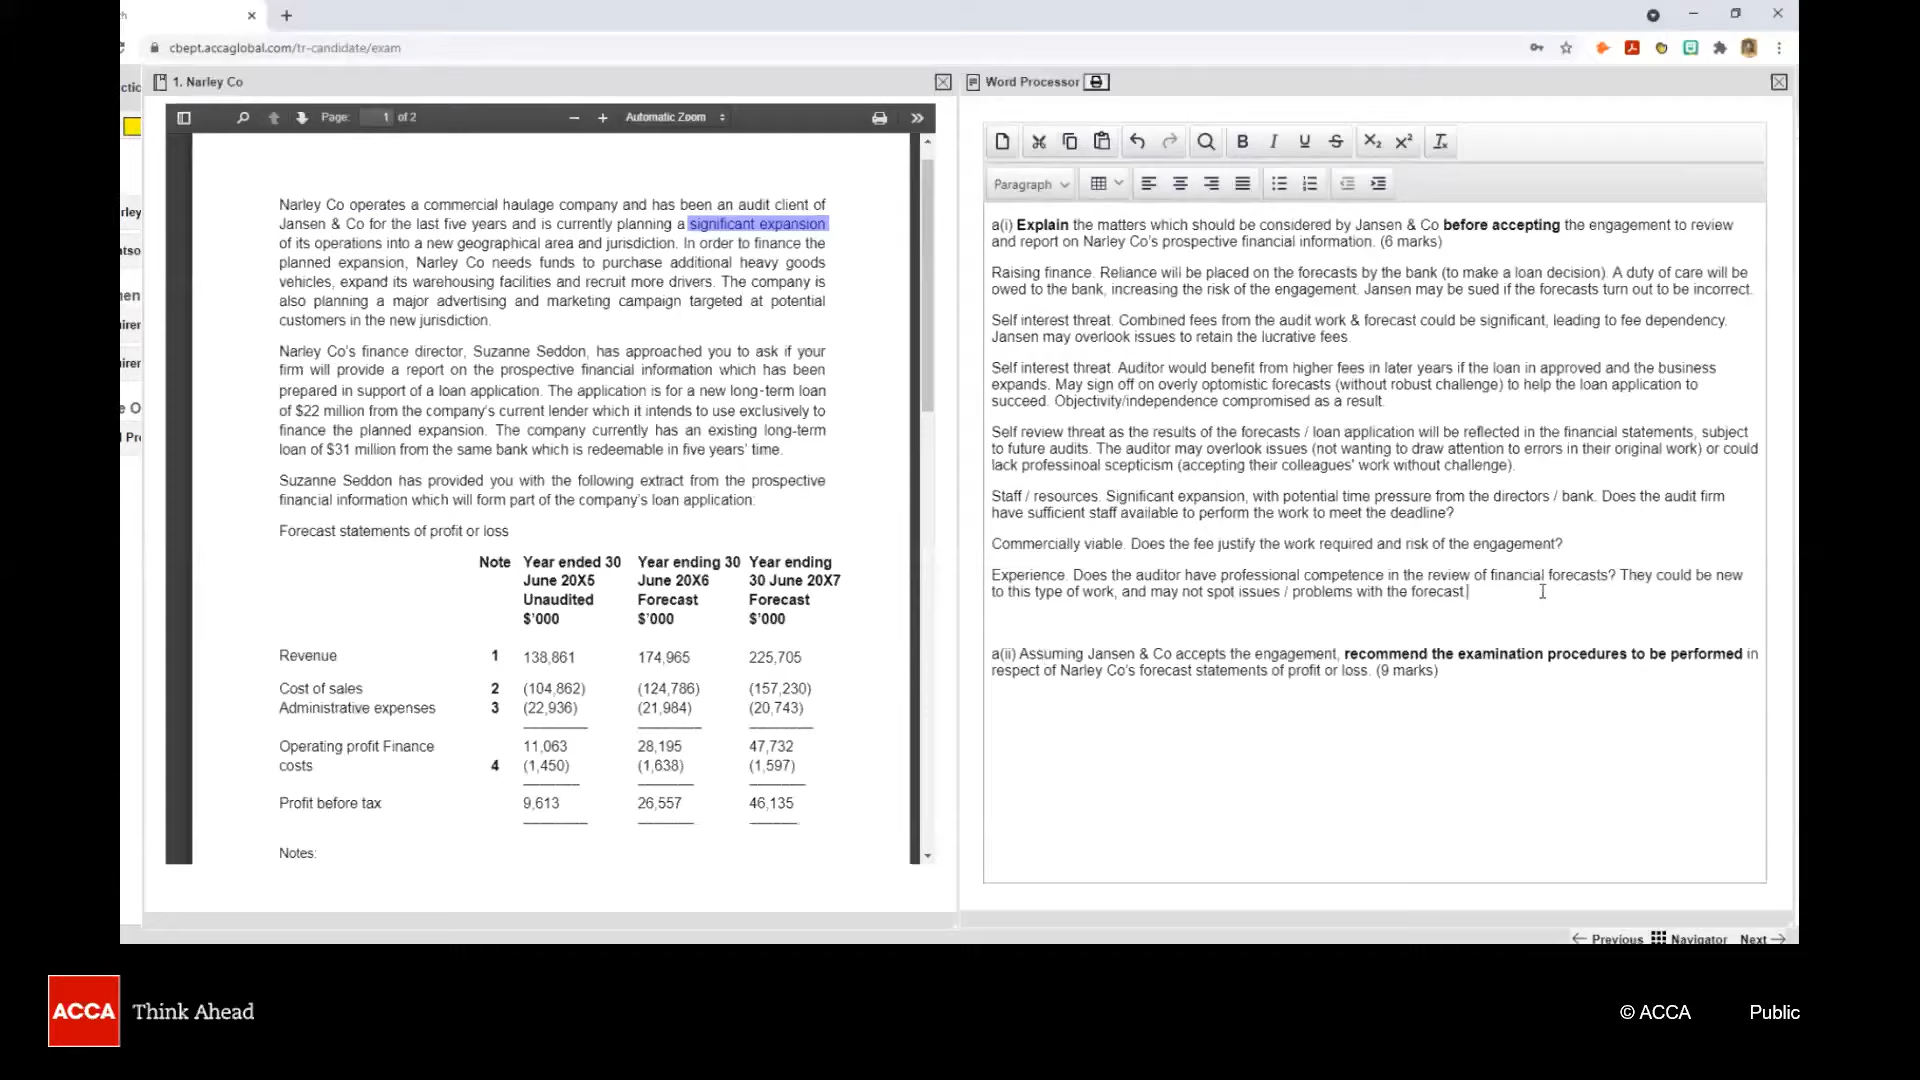 cbept.accaglobal.com/tr-candidate/exam
1. Narley Co
Page: 1 of 2
Automatic Zoom
Narley Co operates a commercial haulage company and has been an audit client of
Jansen & Co for the last five years and is currently planning a significant expansion
of its operations into a new geographical area and jurisdiction. In order to finance the
planned expansion, Narley Co needs funds to purchase additional heavy goods
vehicles, expand its warehousing facilities and recruit more drivers. The company is
also planning a major advertising and marketing campaign targeted at potential
customers in the new jurisdiction.
Narley Co's finance director, Suzanne Seddon, has approached you to ask if your
firm will provide a report on the prospective financial information which has been
prepared in support of a loan application. The application is for a new long-term loan
of $22 million from the company's current lender which it intends to use exclusively to
finance the planned expansion. The company currently has an existing long-term
loan of $31 million from the same bank which is redeemable in five years' time.
Suzanne Seddon has provided you with the following extract from the prospective
financial information which will form part of the company's loan application:
Forecast statements of profit or loss
Note Year ended 30 Year ending 30 Year ending
June 20X5 June 20X6 30 June 20X7
Unaudited Forecast Forecast
$'000 $'000 $'000
Revenue 1 138,861 174,965 225,705
Cost of sales 2 (104,862) (124,786) (157,230)
Administrative expenses 3 (22,936) (21,984) (20,743)
Operating profit Finance 11,063 28,195 47,732
costs 4 (1,450) (1,638) (1,597)
Profit before tax 9,613 26,557 46,135
Notes:
Word Processor
Paragraph
a(i) Explain the matters which should be considered by Jansen & Co before accepting the engagement to review
and report on Narley Co's prospective financial information. (6 marks)
Raising finance. Reliance will be placed on the forecasts by the bank (to make a loan decision). A duty of care will be
owed to the bank, increasing the risk of the engagement. Jansen may be sued if the forecasts turn out to be incorrect.
Self interest threat. Combined fees from the audit work & forecast could be significant, leading to fee dependency.
Jansen may overlook issues to retain the lucrative fees.
Self interest threat. Auditor would benefit from higher fees in later years if the loan in approved and the business
expands. May sign off on overly optomistic forecasts (without robust challenge) to help the loan application to
succeed. Objectivity/independence compromised as a result.
Self review threat as the results of the forecasts / loan application will be reflected in the financial statements, subject
to future audits. The auditor may overlook issues (not wanting to draw attention to errors in their original work) or could
lack professinoal scepticism (accepting their colleagues' work without challenge).
Staff / resources. Significant expansion, with potential time pressure from the directors / bank. Does the audit firm
have sufficient staff available to perform the work to meet the deadline?
Commercially viable. Does the fee justify the work required and risk of the engagement?
Experience. Does the auditor have professional competence in the review of financial forecasts? They could be new
to this type of work, and may not spot issues / problems with the forecast
a(ii) Assuming Jansen & Co accepts the engagement, recommend the examination procedures to be performed in
respect of Narley Co's forecast statements of profit or loss. (9 marks)
Previous Navigator Next
ACCA Think Ahead
© ACCA Public